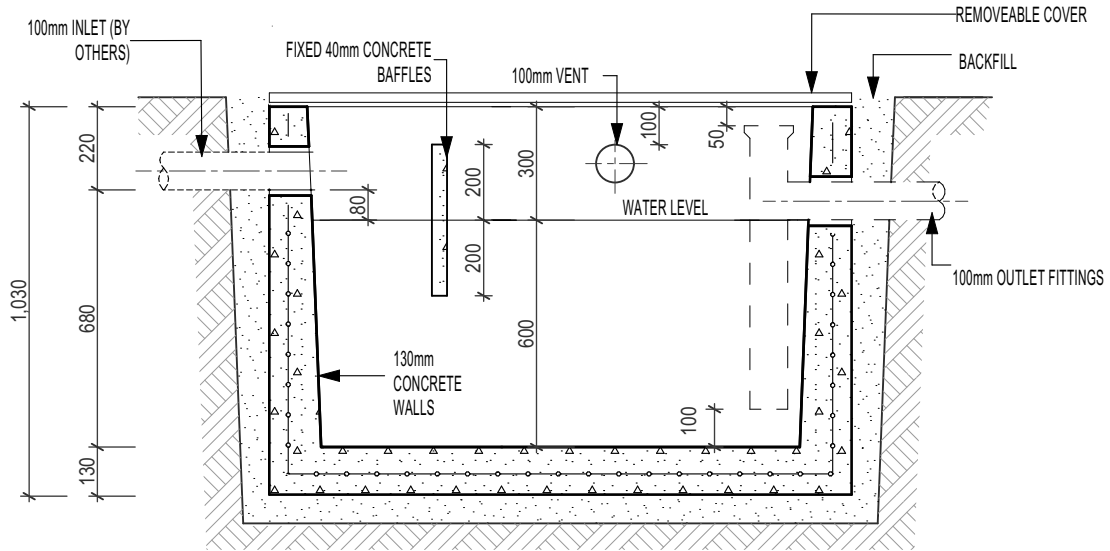 REMOVEABLE COVER
100mm INLET (BY
OTHERS)
FIXED 40mm CONCRETE
BAFFLES
100mm VENT
BACKFILL
220
100
50
300
200
80
WATER LEVEL
200
100mm OUTLET FITTINGS
1,030
680
600
130mm
CONCRETE
WALLS
100
130